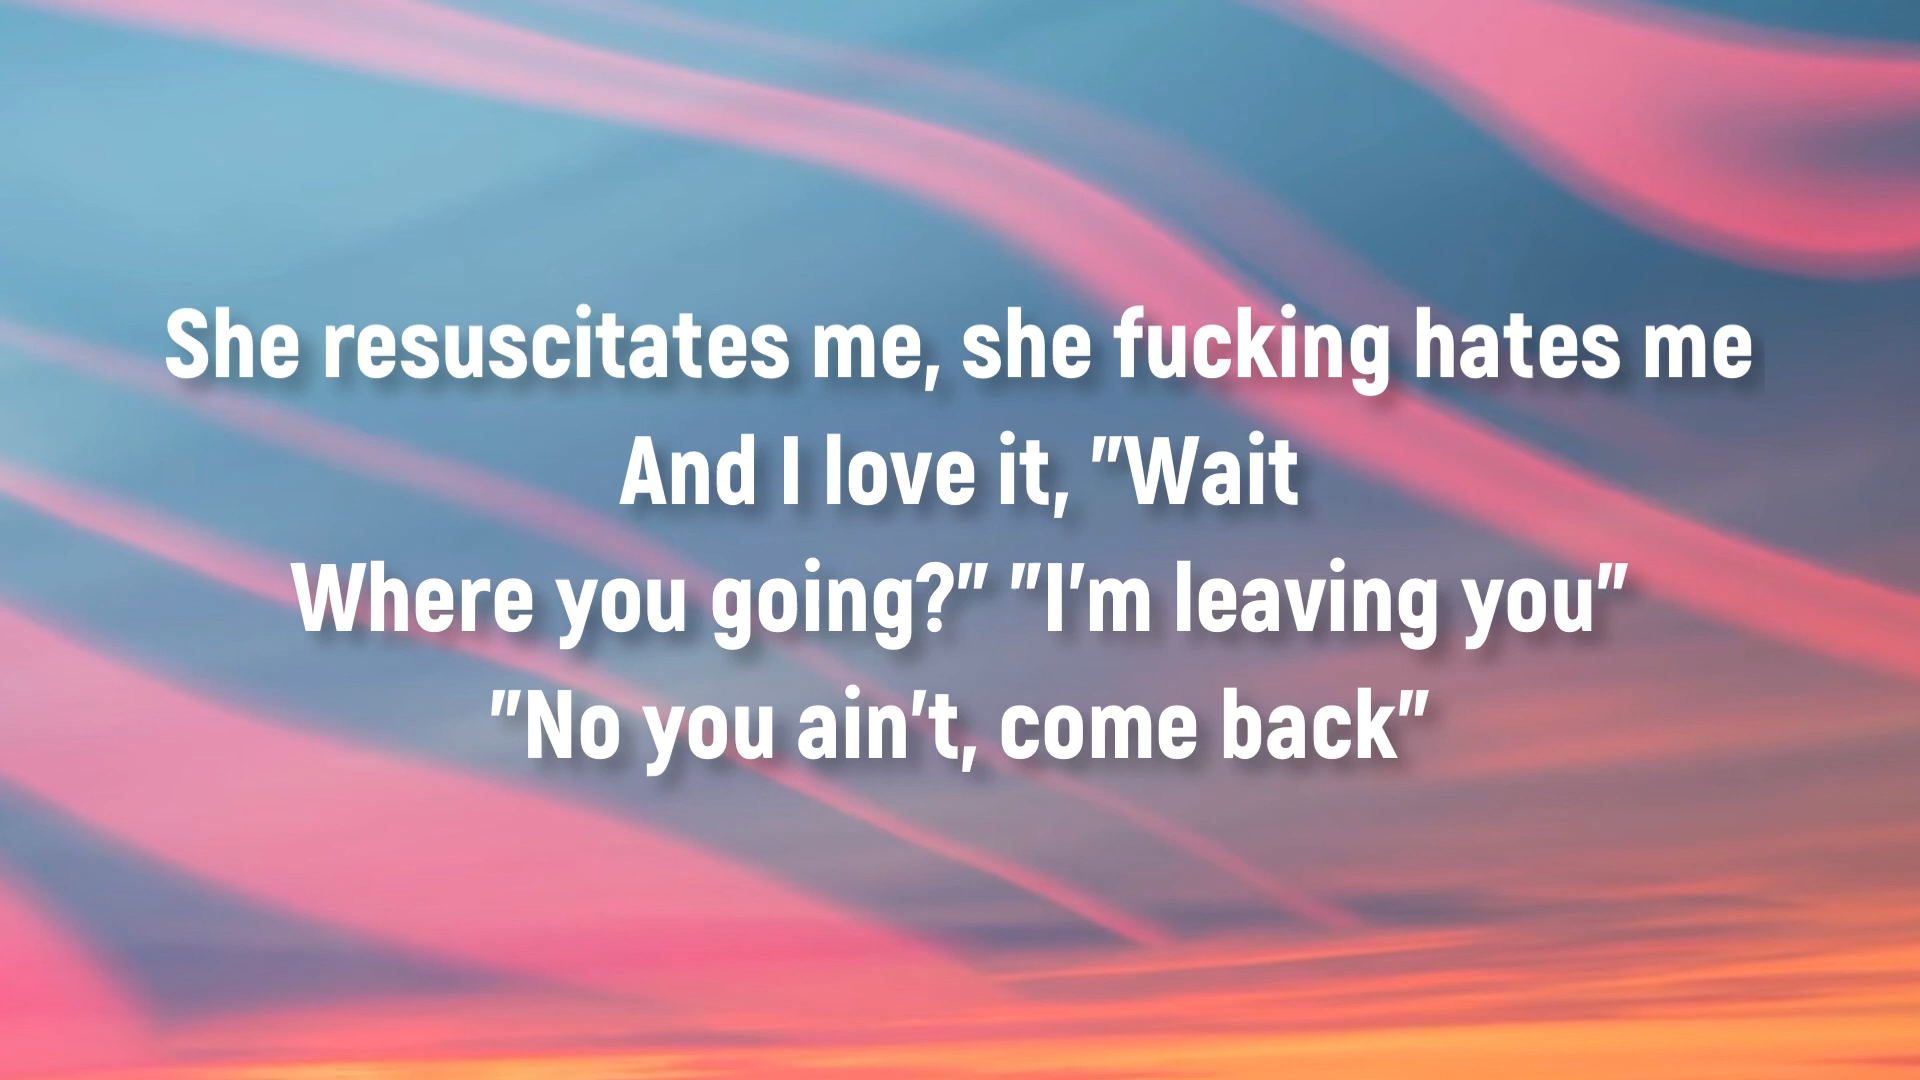 She resuscitates me, she fucking hates me
And I love it, "Wait
Where you going?" "I'm leaving you"
"No you ain't, come back"